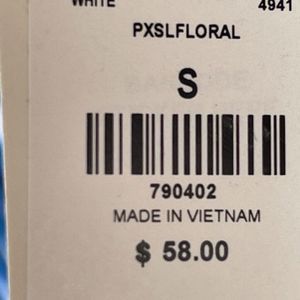 WHITE 4941
PXSLFLORAL
S
790402
MADE IN VIETNAM
$ 58.00